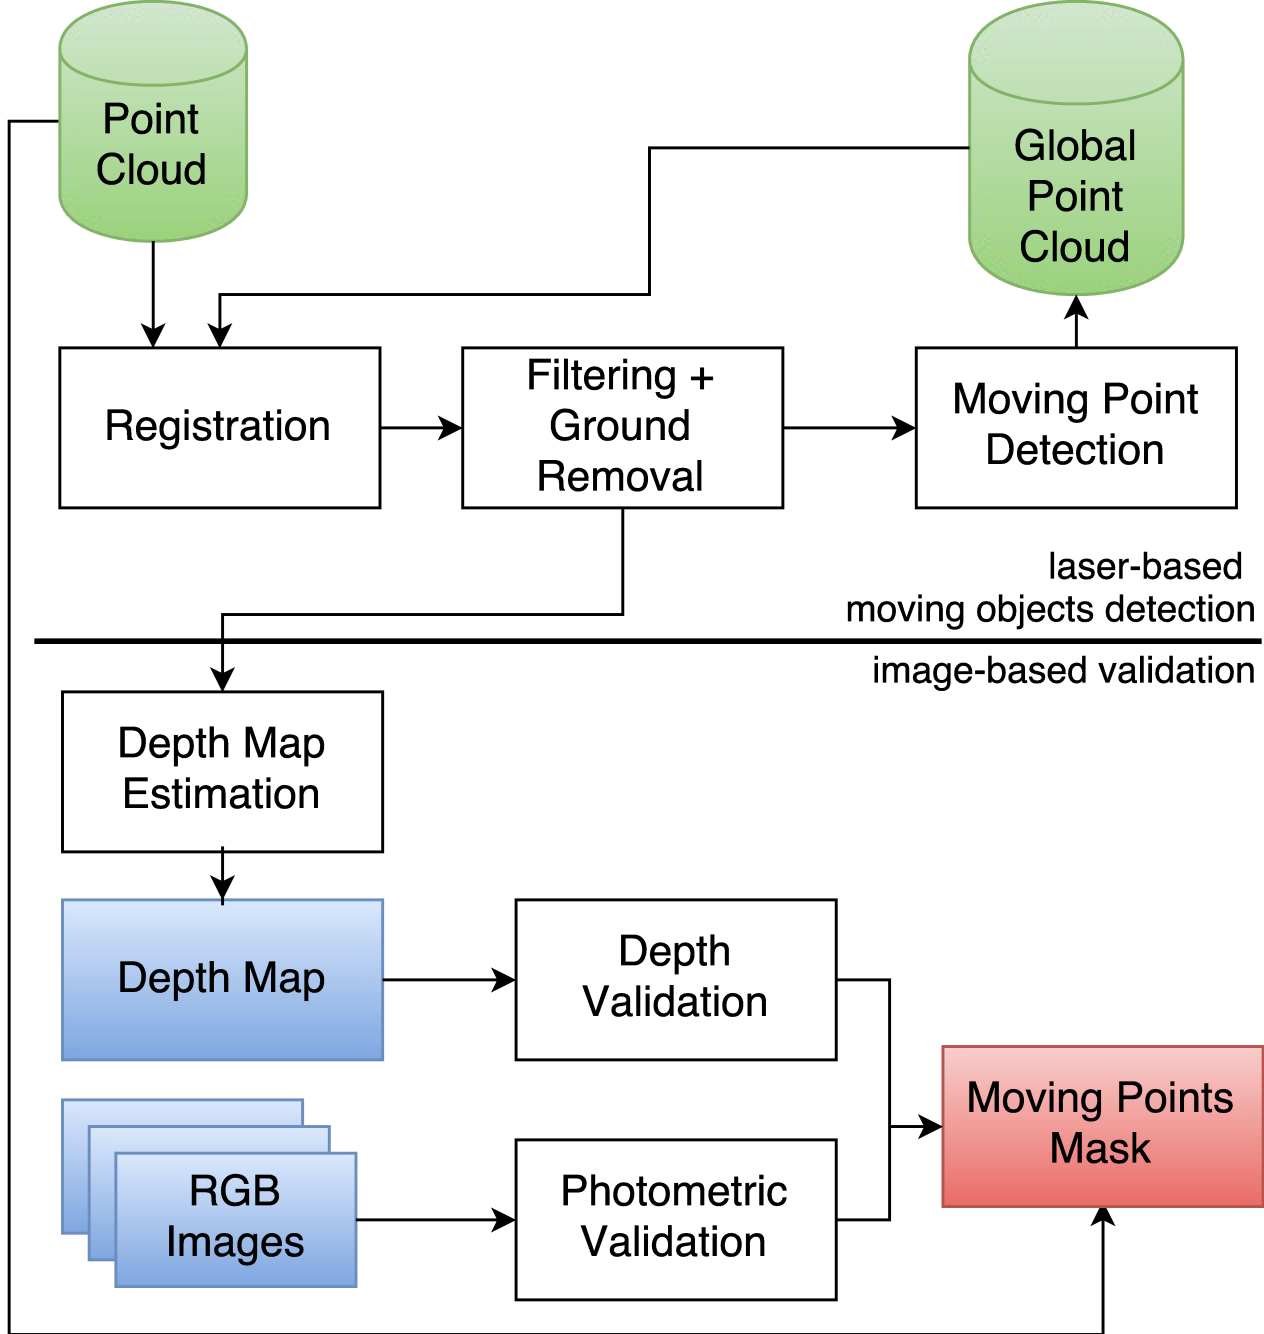 Point
Cloud
Global
Point
Cloud
Registration
Filtering +
Ground
Removal
Moving Point
Detection
laser-based
moving objects detection
image-based validation
Depth Map
Estimation
Depth Map
Depth
Validation
Moving Points
Mask
RGB
Images
Photometric
Validation